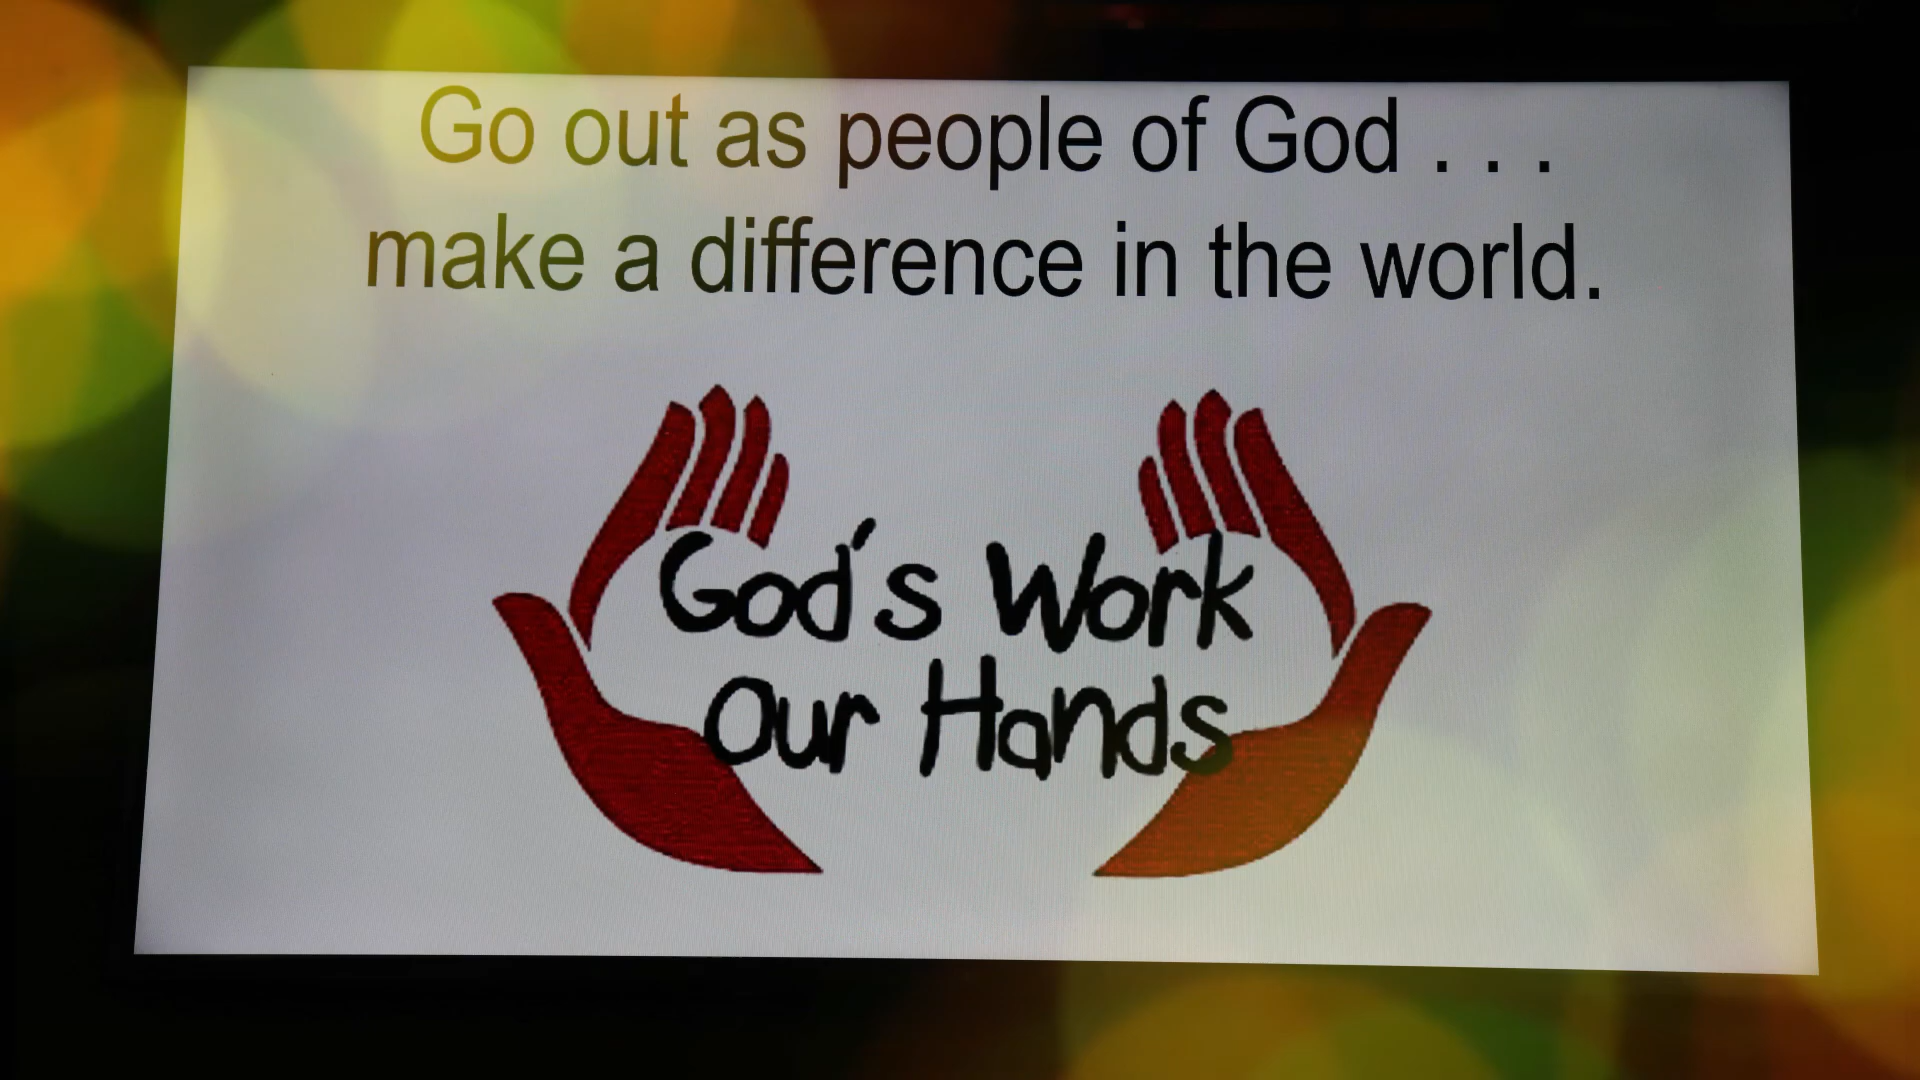 Go out as people of God . . .
make a difference in the world.
God's Work
Our Hands